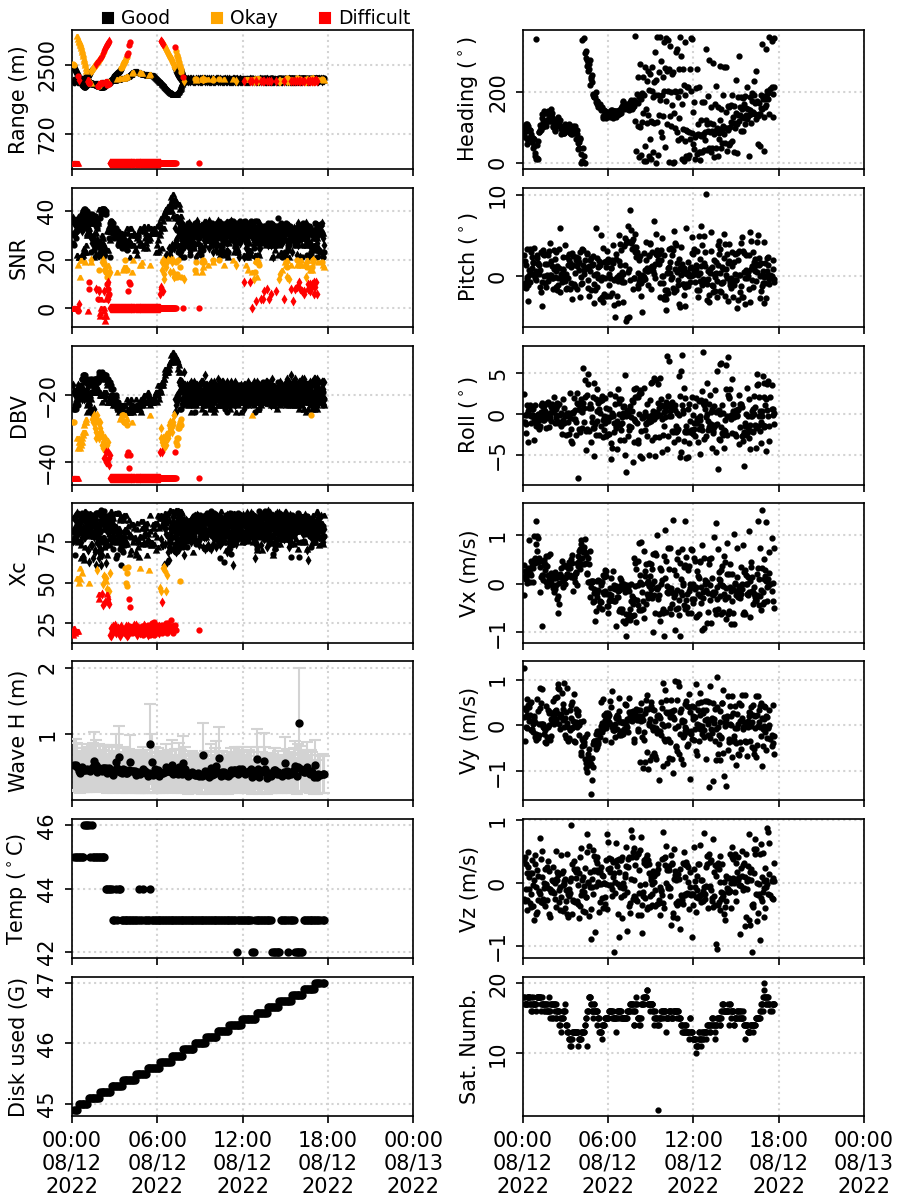 Good Okay Difficult
Range (m)
2500
720
Heading (°)
200
0
SNR
40
20
0
Pitch (°)
10
0
DBV
−20
−40
Roll (°)
5
0
−5
Xc
75
50
25
Vx (m/s)
1
0
−1
Wave H (m)
2
1
Vy (m/s)
1
0
−1
Temp (°C)
46
44
42
Vz (m/s)
1
0
−1
Disk used (G)
47
46
45
Sat. Numb.
20
10
00:00 06:00 12:00 18:00 00:00
08/12 08/12 08/12 08/12 08/13
2022 2022 2022 2022 2022
00:00 06:00 12:00 18:00 00:00
08/12 08/12 08/12 08/12 08/13
2022 2022 2022 2022 2022